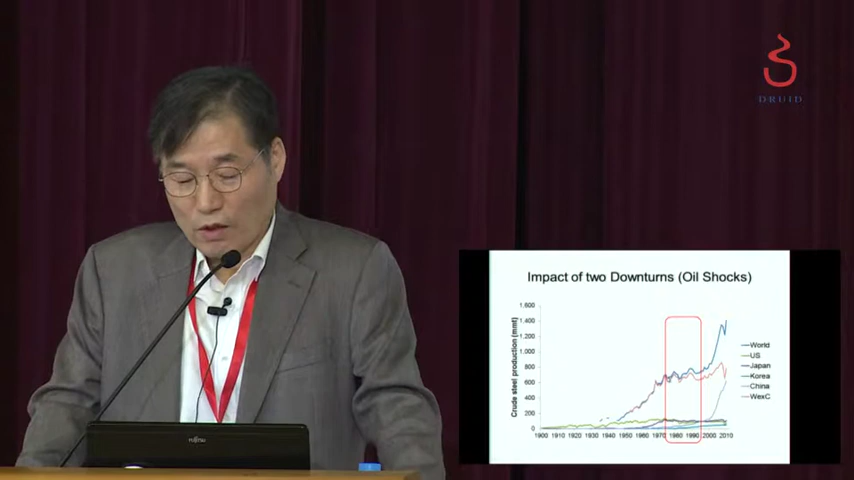 DRUID
Impact of two Downturns (Oil Shocks)
Crude steel production (mmt)
1,600
1,400
1,200
1,000
800
600
400
200
0
1900 1910 1920 1930 1940 1950 1960 1970 1980 1990 2000 2010
World
US
Japan
Korea
China
WexC
FUJITSU